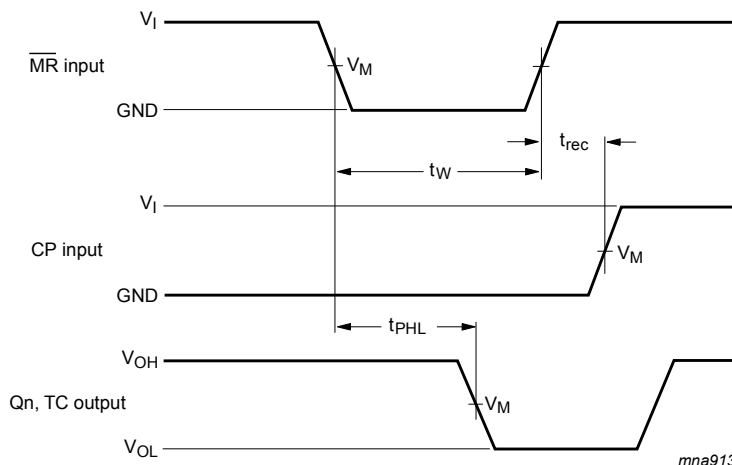 V_I
M̅R̅ input
V_M
GND
t_rec
t_W
V_I
CP input
V_M
GND
t_PHL
V_OH
Qn, TC output
V_M
V_OL
mna913